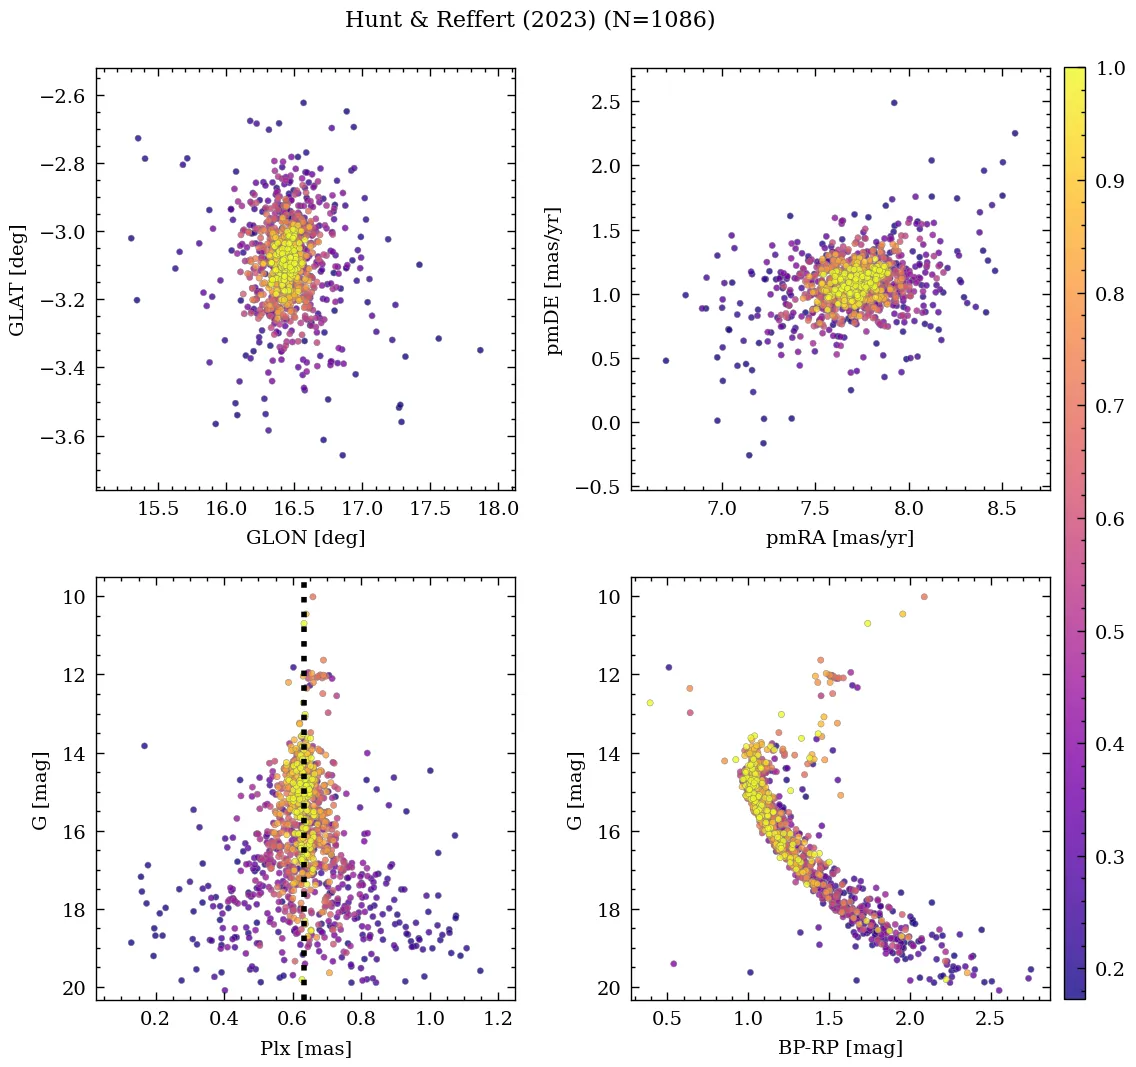 Hunt & Reffert (2023) (N=1086)
−2.6
−2.8
−3.0
−3.2
−3.4
−3.6
GLAT [deg]
15.5 16.0 16.5 17.0 17.5 18.0
GLON [deg]
2.5
2.0
1.5
1.0
0.5
0.0
−0.5
pmDE [mas/yr]
7.0 7.5 8.0 8.5
pmRA [mas/yr]
10
12
14
16
18
20
G [mag]
0.2 0.4 0.6 0.8 1.0 1.2
Plx [mas]
10
12
14
16
18
20
G [mag]
0.5 1.0 1.5 2.0 2.5
BP-RP [mag]
1.0
0.9
0.8
0.7
0.6
0.5
0.4
0.3
0.2